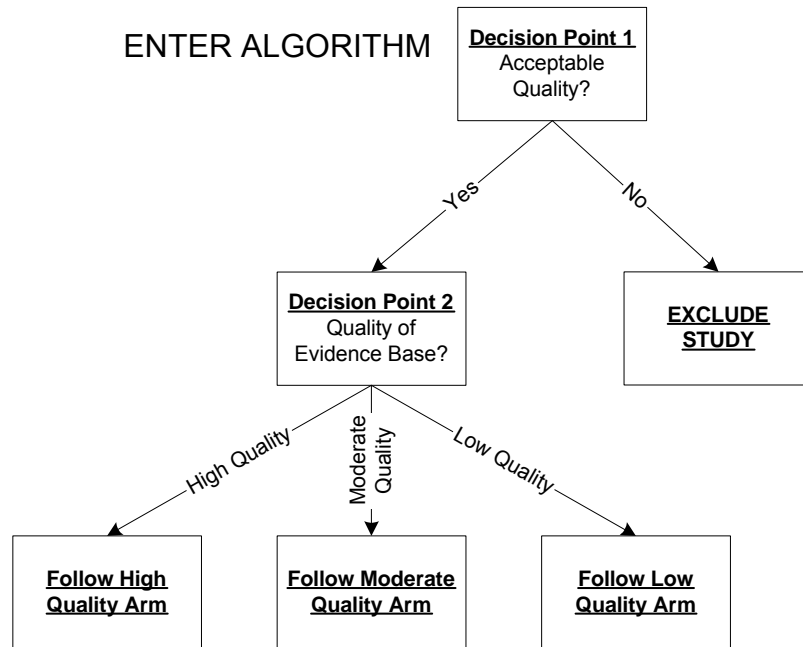 ENTER ALGORITHM
Decision Point 1
Acceptable
Quality?
Yes
No
Decision Point 2
Quality of
Evidence Base?
EXCLUDE
STUDY
High Quality
Moderate
Quality
Low Quality
Follow High
Quality Arm
Follow Moderate
Quality Arm
Follow Low
Quality Arm